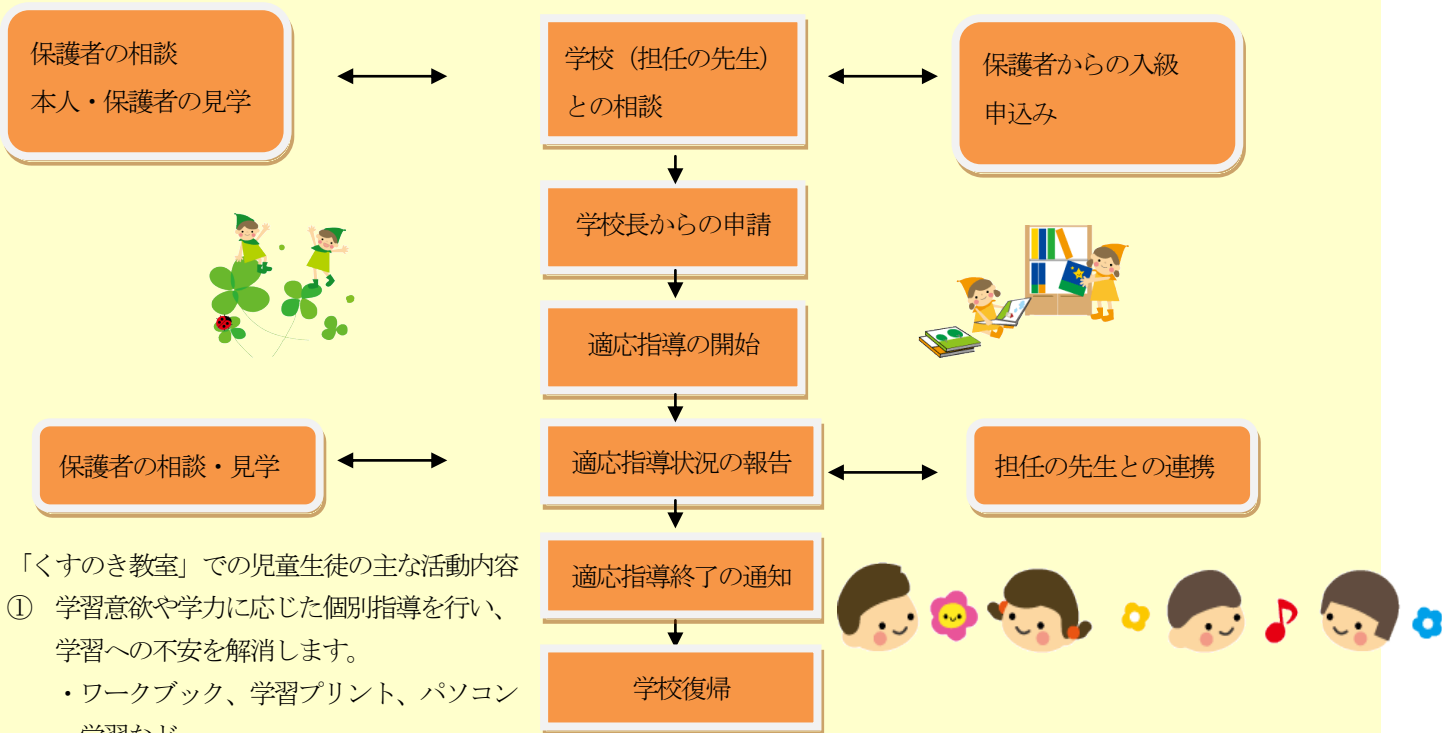 保護者の相談
本人・保護者の見学
学校（担任の先生）
との相談
保護者からの入級
申込み
学校長からの申請
適応指導の開始
保護者の相談・見学
適応指導状況の報告
担任の先生との連携
適応指導終了の通知
学校復帰
「くすのき教室」での児童生徒の主な活動内容
① 学習意欲や学力に応じた個別指導を行い、
学習への不安を解消します。
・ワークブック、学習プリント、パソコン
学習など